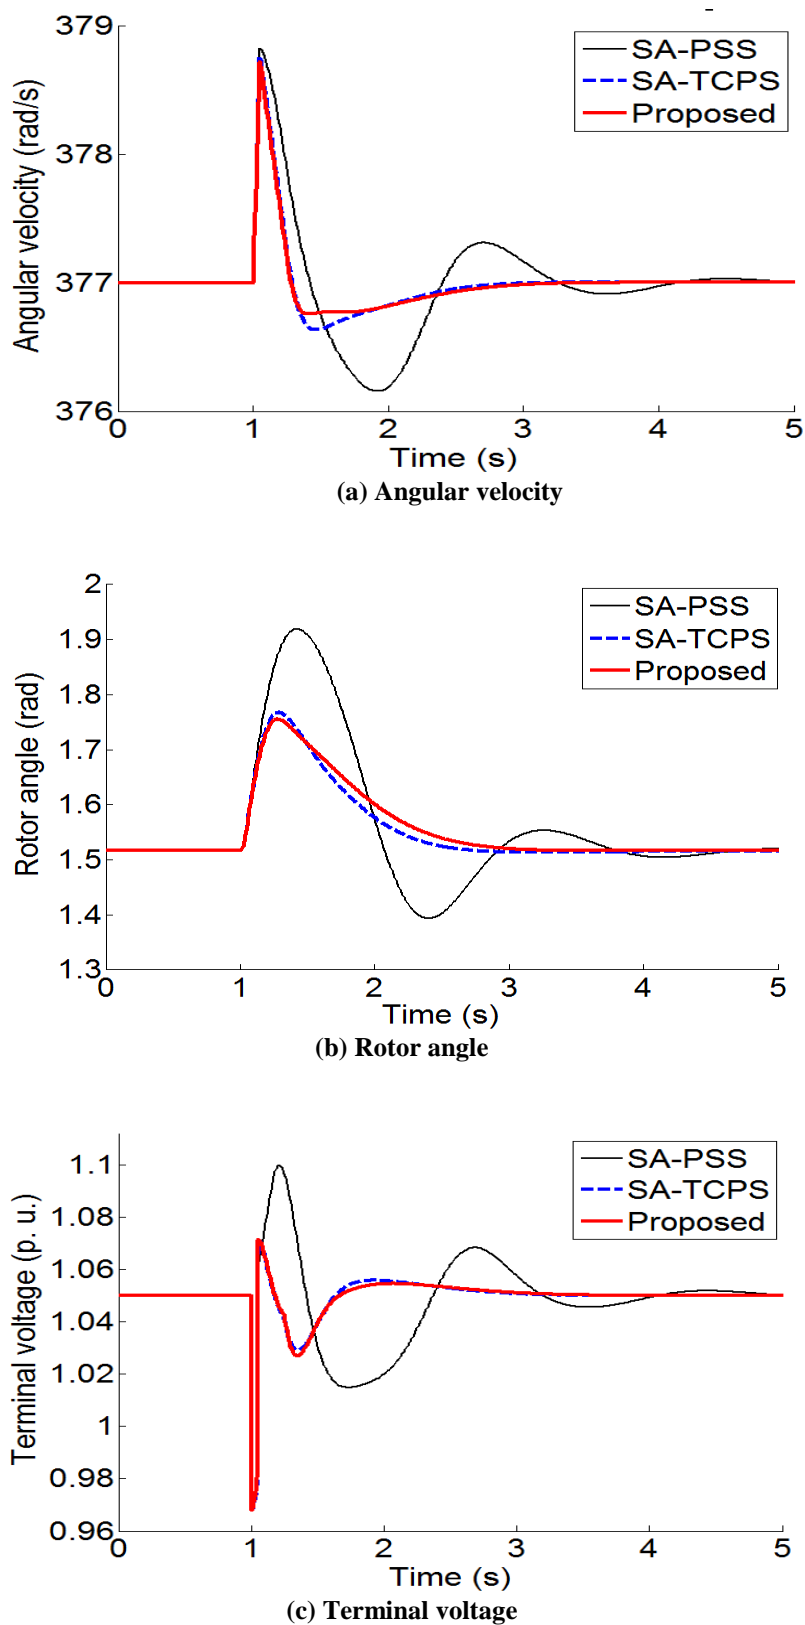 379
378
377
376
Angular velocity (rad/s)
SA-PSS
SA-TCPS
Proposed
0 1 2 3 4 5
Time (s)
(a) Angular velocity
2
1.9
1.8
1.7
1.6
1.5
1.4
1.3
Rotor angle (rad)
SA-PSS
SA-TCPS
Proposed
0 1 2 3 4 5
Time (s)
(b) Rotor angle
1.1
1.08
1.06
1.04
1.02
1
0.98
0.96
Terminal voltage (p. u.)
SA-PSS
SA-TCPS
Proposed
0 1 2 3 4 5
Time (s)
(c) Terminal voltage